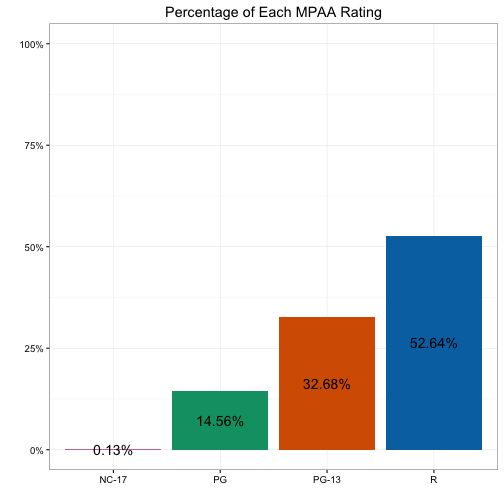 Percentage of Each MPAA Rating
100%
75%
50%
25%
0%
0.13%
14.56%
32.68%
52.64%
NC-17
PG
PG-13
R